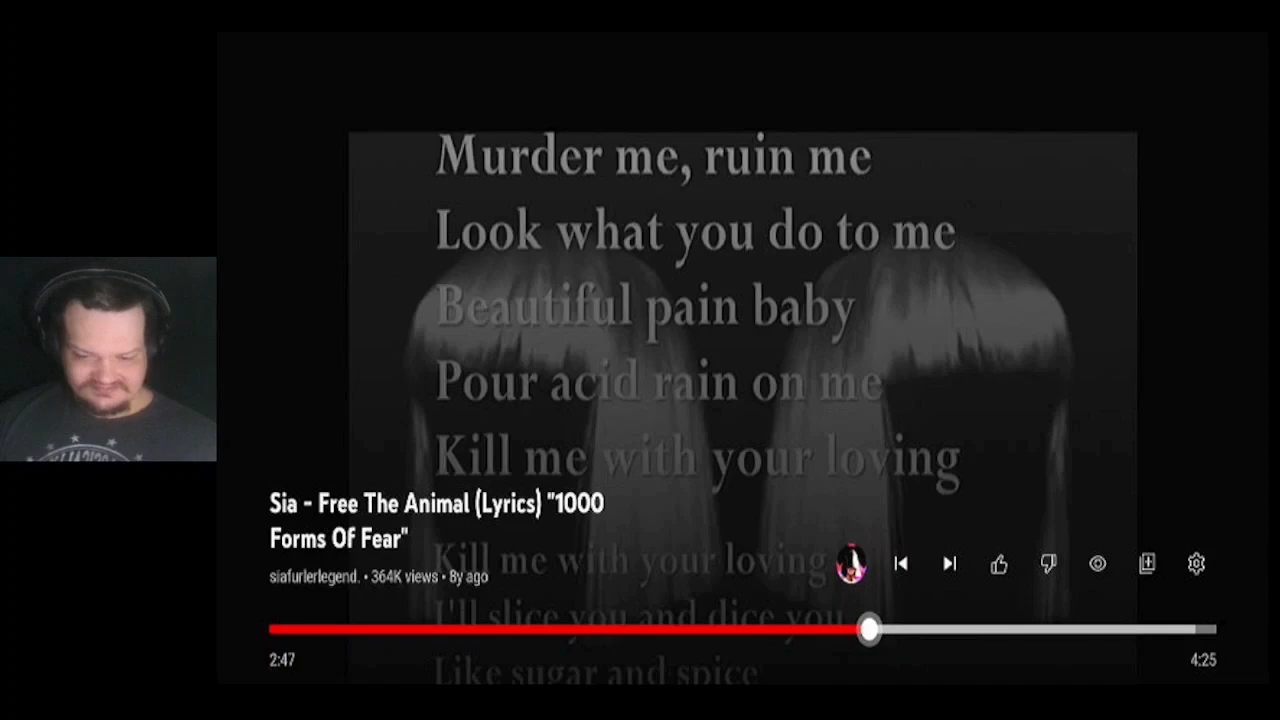 Murder me, ruin me
Look what you do to me
Beautiful pain baby
Pour acid rain on me
Kill me with your loving
Sia - Free The Animal (Lyrics) "1000
Forms Of Fear"
Kill me with your loving
siafurlerlegend. • 364K views • 8y ago
I'll slice you and dice you
2:47
4:25
Like sugar and spice